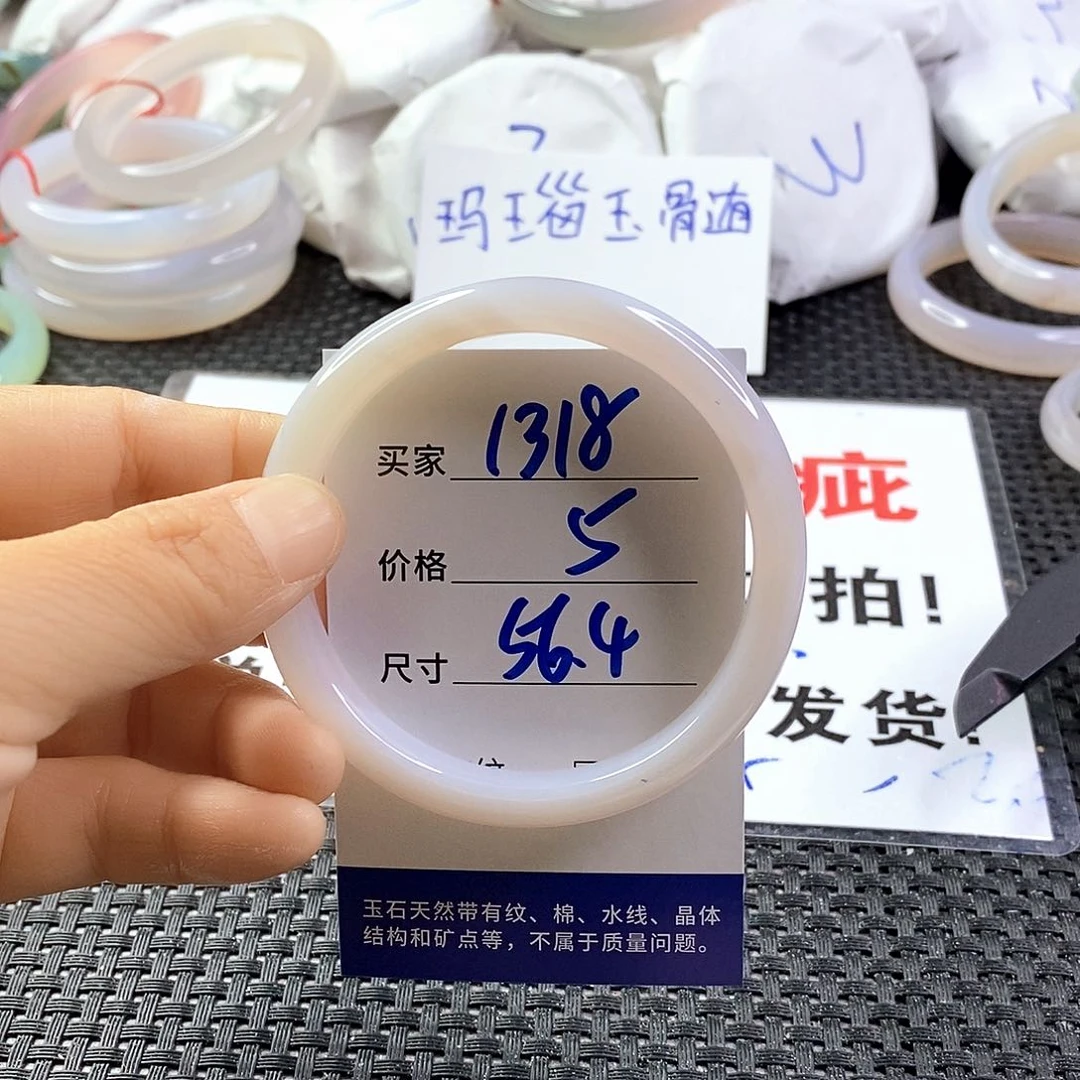 玛瑙玉骨髓
买家 1318
价格 5
尺寸 56.4
疵
拍!
发货!
玉石天然带有纹、棉、水线、晶体
结构和矿点等，不属于质量问题。